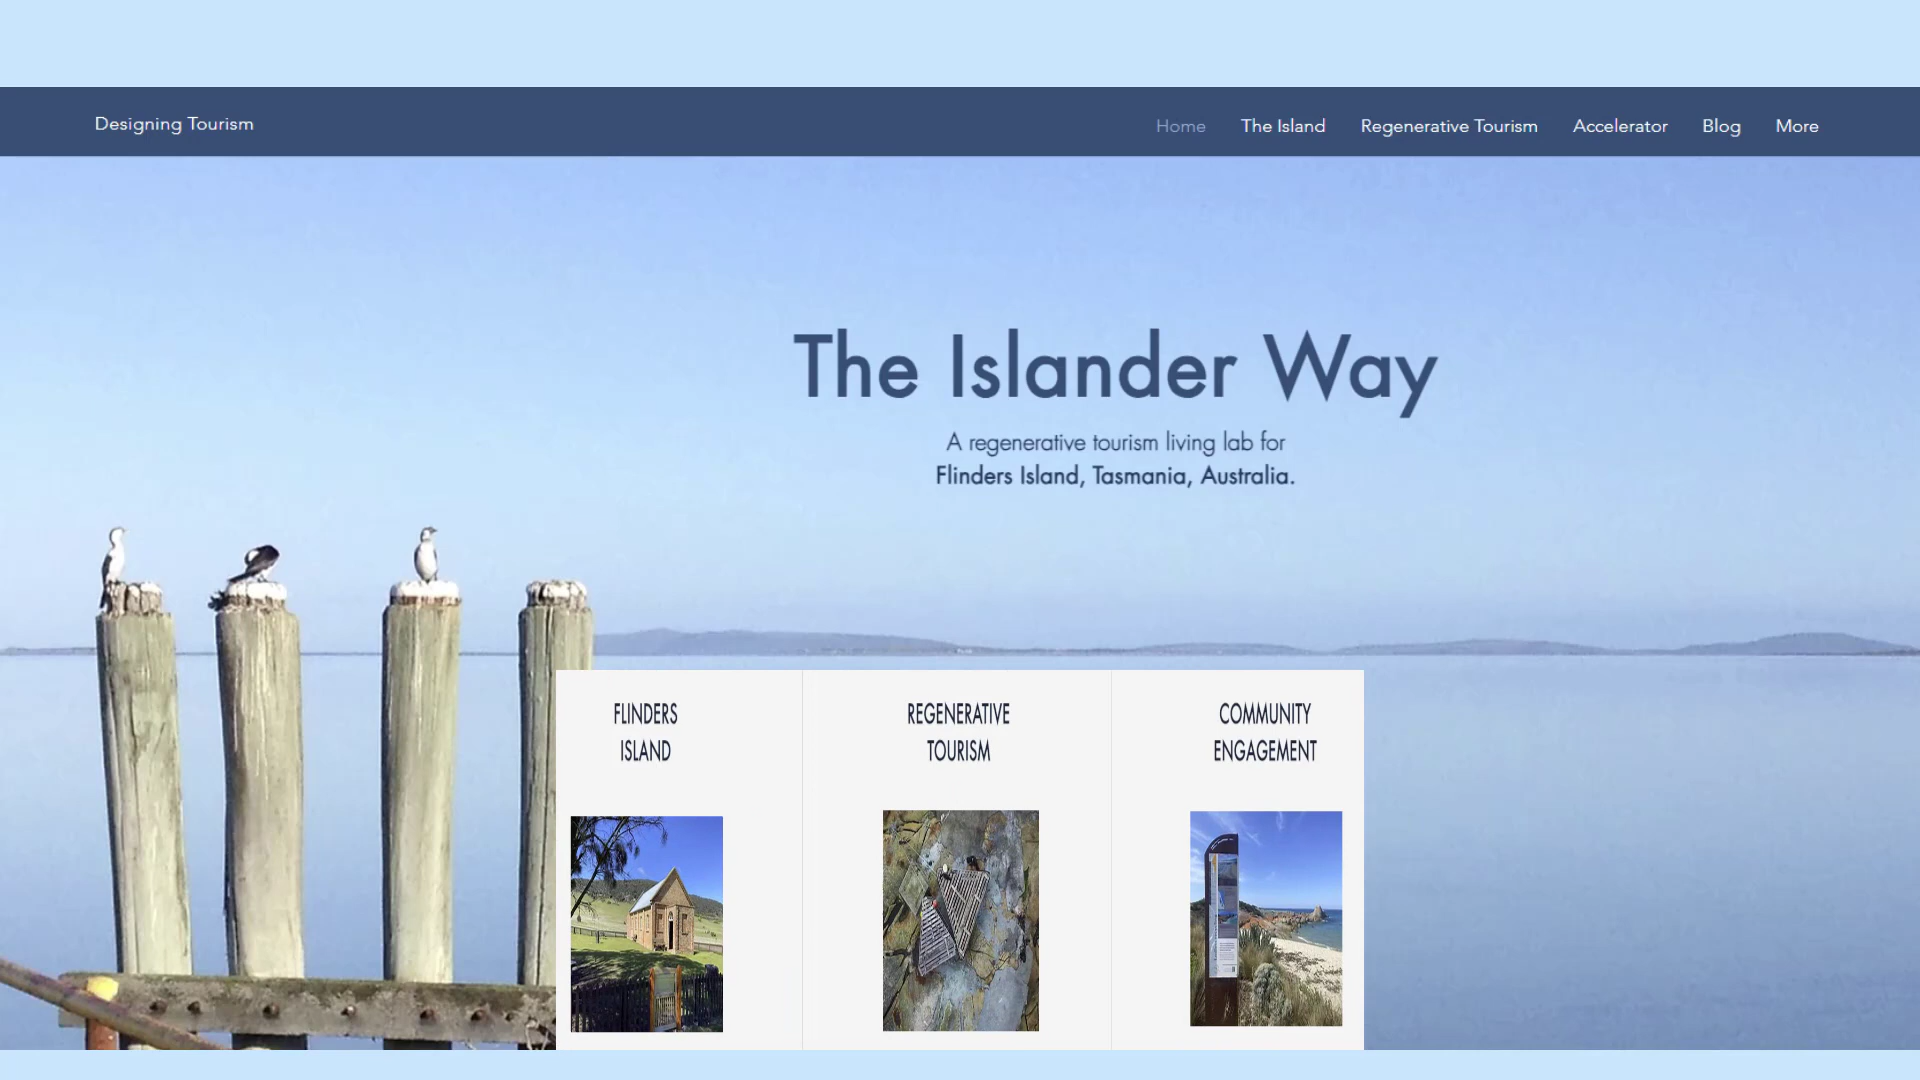 Designing Tourism
Home The Island Regenerative Tourism Accelerator Blog More
The Islander Way
A regenerative tourism living lab for
Flinders Island, Tasmania, Australia.
FLINDERS
ISLAND
REGENERATIVE
TOURISM
COMMUNITY
ENGAGEMENT